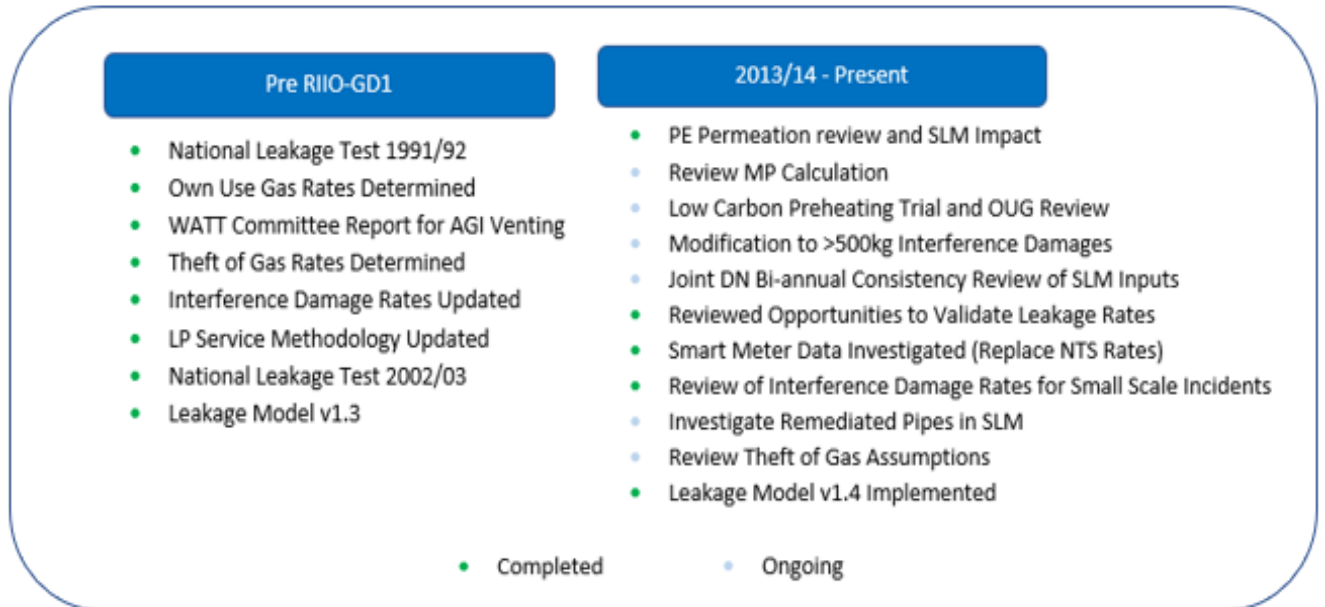 Pre RIIO-GD1
National Leakage Test 1991/92
Own Use Gas Rates Determined
WATT Committee Report for AGI Venting
Theft of Gas Rates Determined
Interference Damage Rates Updated
LP Service Methodology Updated
National Leakage Test 2002/03
Leakage Model v1.3
2013/14 - Present
PE Permeation review and SLM Impact
Review MP Calculation
Low Carbon Preheating Trial and OUG Review
Modification to >500kg Interference Damages
Joint DN Bi-annual Consistency Review of SLM Inputs
Reviewed Opportunities to Validate Leakage Rates
Smart Meter Data Investigated (Replace NTS Rates)
Review of Interference Damage Rates for Small Scale Incidents
Investigate Remediated Pipes in SLM
Review Theft of Gas Assumptions
Leakage Model v1.4 Implemented
Completed
Ongoing